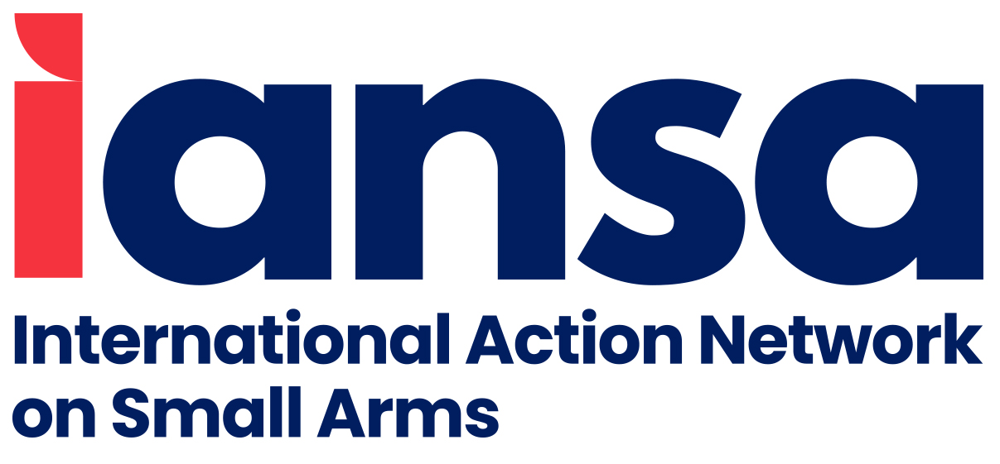 iansa
International Action Network
on Small Arms